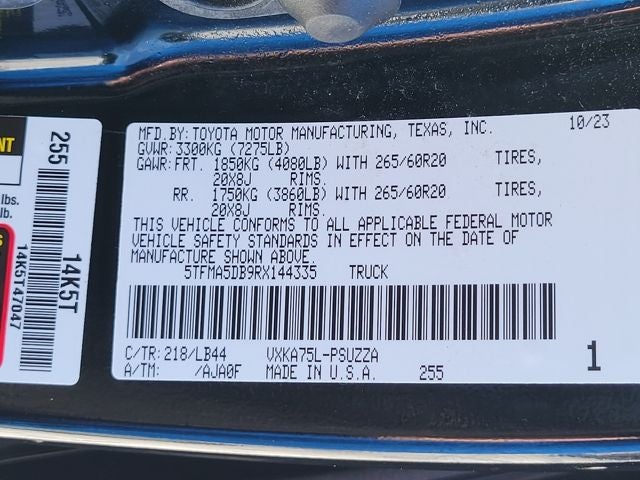 MFD.BY: TOYOTA MOTOR MANUFACTURING, TEXAS, INC. 10/23
GVWR: 3300KG (7275LB)
GAWR: FRT. 1850KG (4080LB) WITH 265/60R20 TIRES,
20X8J RIMS.
RR. 1750KG (3860LB) WITH 265/60R20 TIRES,
20X8J RIMS.
THIS VEHICLE CONFORMS TO ALL APPLICABLE FEDERAL MOTOR
VEHICLE SAFETY STANDARDS IN EFFECT ON THE DATE OF
MANUFACTURE SHOWN ABOVE.
5TFMA5DB9RX144335 TRUCK
C/TR: 218/LB44 VXKA75L-PSUZZA
A/TM: /AJA0F MADE IN U.S.A. 255 1
255
14K5T
14K5T47047
lbs.
lb.